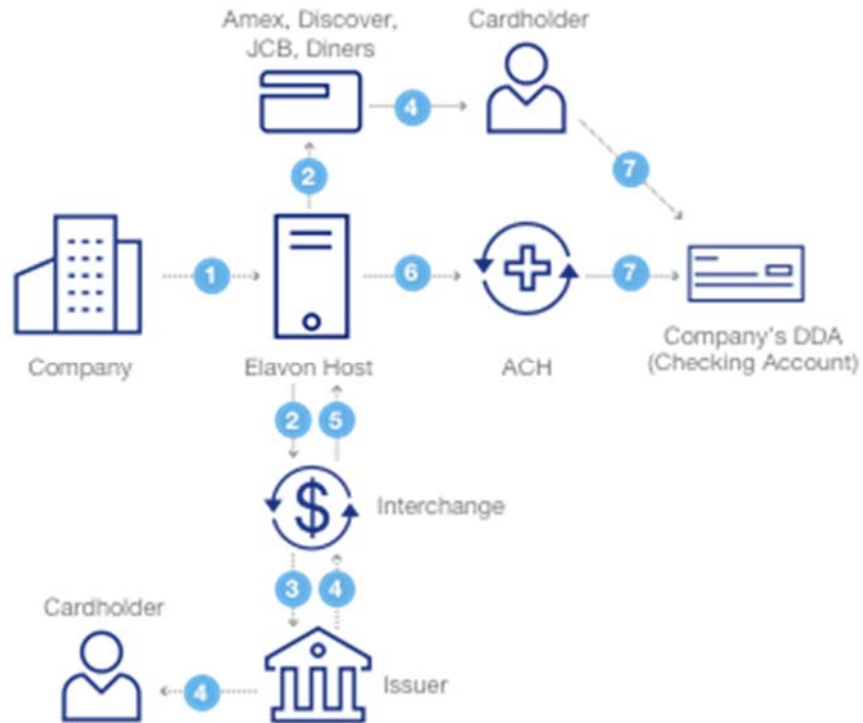 Amex, Discover,
JCB, Diners
Cardholder
4
2
7
1
6
7
Company
Elavon Host
ACH
Company's DDA
(Checking Account)
2
5
$
Interchange
3
4
Cardholder
4
Issuer